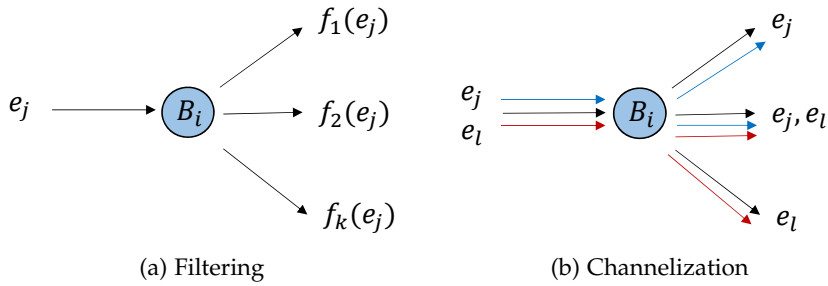 f₁(eⱼ)
eⱼ
Bᵢ
f₂(eⱼ)
fₖ(eⱼ)
(a) Filtering
eⱼ
eⱼ
eₗ
Bᵢ
eⱼ, eₗ
eₗ
(b) Channelization